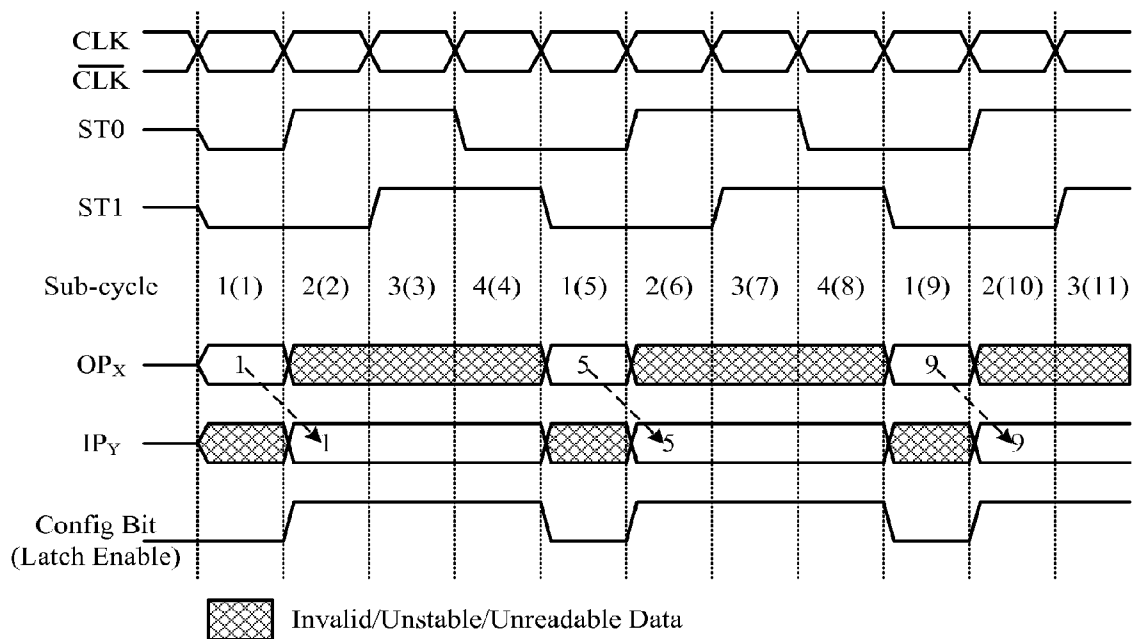 CLK
CLK
ST0
ST1
Sub-cycle 1(1) 2(2) 3(3) 4(4) 1(5) 2(6) 3(7) 4(8) 1(9) 2(10) 3(11)
OPX 1 5 9
IPY 1 5 9
Config Bit
(Latch Enable)
Invalid/Unstable/Unreadable Data